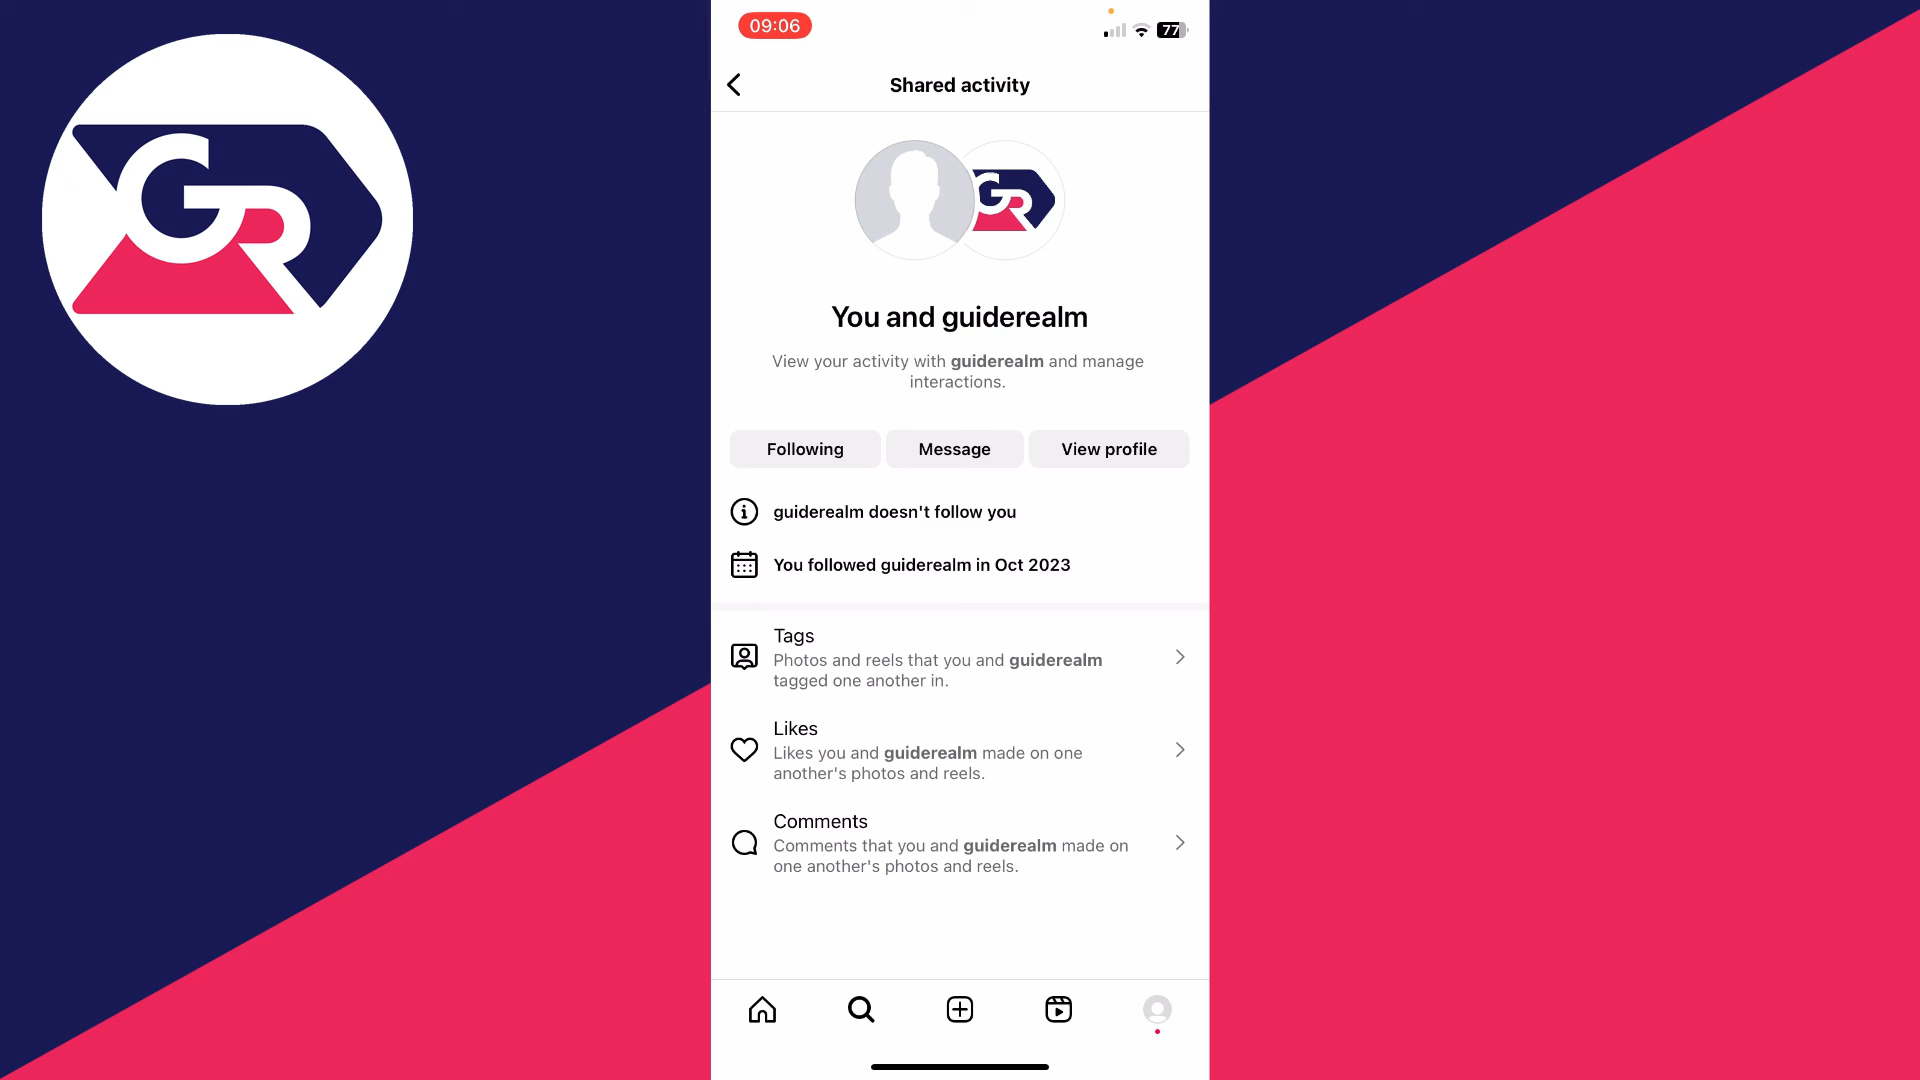 GR
09:06
77
Shared activity
GR
You and guiderealm
View your activity with guiderealm and manage
interactions.
Following
Message
View profile
guiderealm doesn't follow you
You followed guiderealm in Oct 2023
Tags
Photos and reels that you and guiderealm
tagged one another in.
Likes
Likes you and guiderealm made on one
another's photos and reels.
Comments
Comments that you and guiderealm made on
one another's photos and reels.